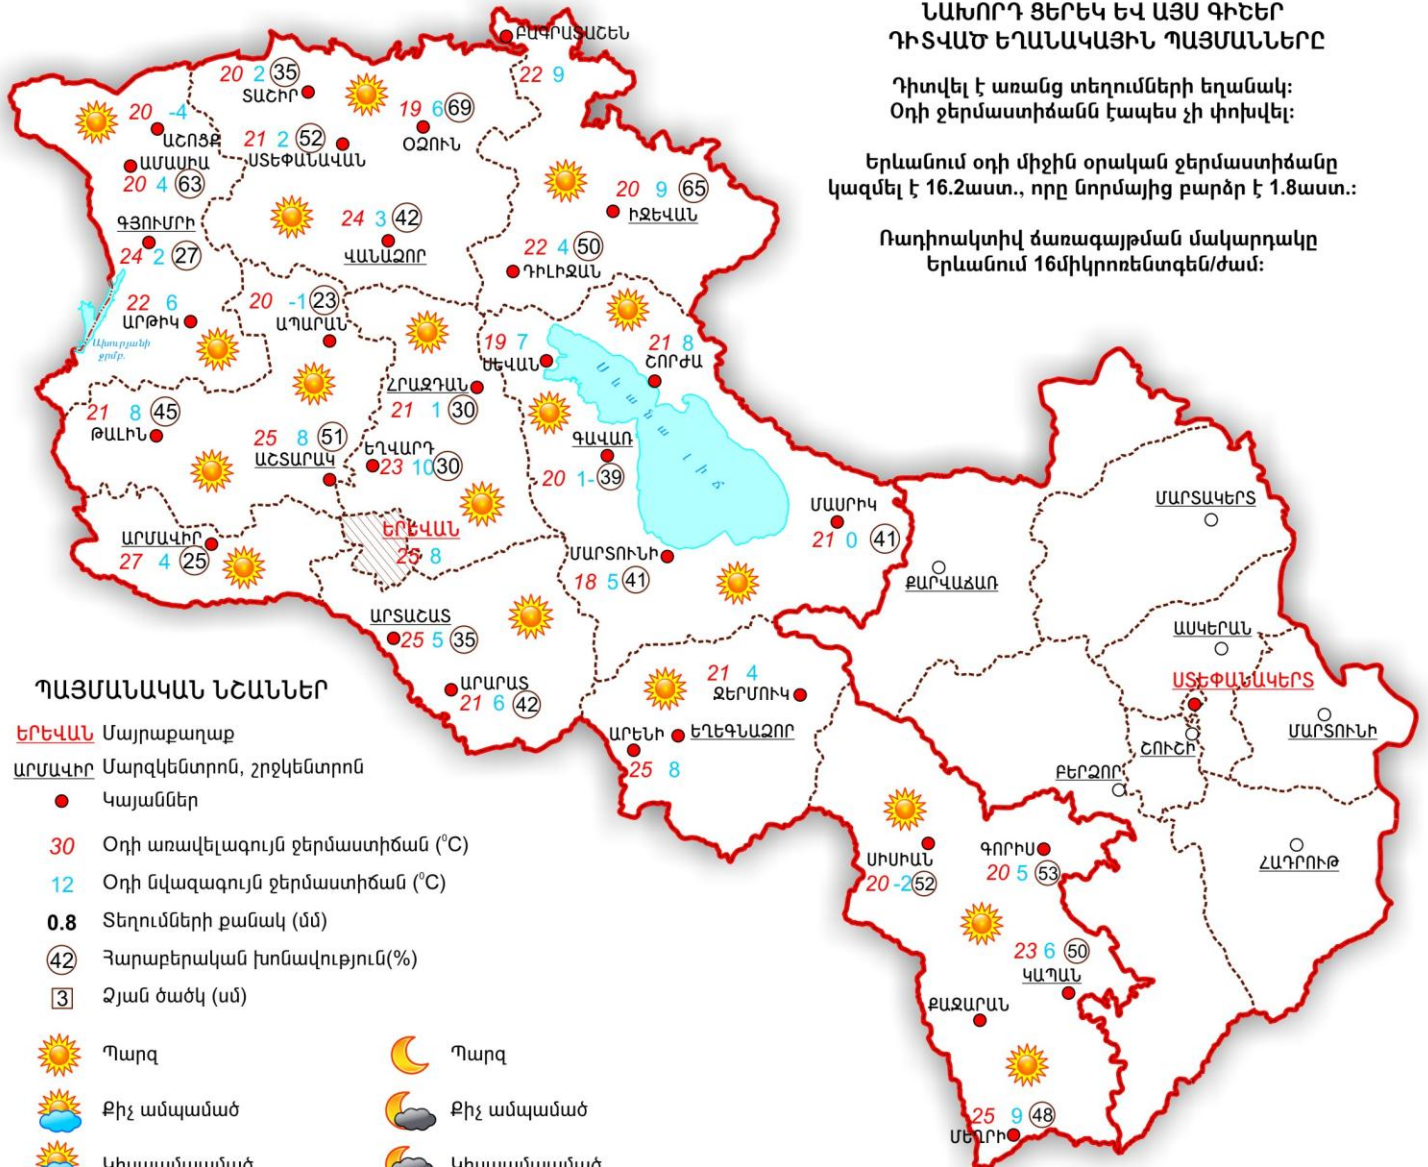 ՆԱԽՈՐԴ ՑԵՐԵԿ ԵՎ ԱՅՍ ԳԻՇԵՐ
ԴԻՏՎԱԾ ԵՂԱՆԱԿԱՅԻՆ ՊԱՅՄԱՆՆԵՐԸ
Դիտվել է առանց տեղումների եղանակ:
Օդի ջերմաստիճանն էապես չի փոխվել:
Երևանում օդի միջին օրական ջերմաստիճանը
կազմել է 16.2աստ., որը նորմայից բարձր է 1.8աստ.:
Ռադիոակտիվ ճառագայթման մակարդակը
Երևանում 16միկրոռենտգեն/ժամ:
ԲԱԳՐԱՏԱՇԵՆ
22 9
20 2 35
ՏԱՇԻՐ
19 6 69
ՕՁՈՒՆ
20 -4
ԱՇՈՑՔ
21 2 52
ՍՏԵՓԱՆԱՎԱՆ
ԱՄԱՍԻԱ
20 4 63
20 9 65
ԻՋԵՎԱՆ
ԳՅՈՒՄՐԻ
24 2 27
24 3 42
ՎԱՆԱՁՈՐ
22 4 50
ԴԻԼԻՋԱՆ
22 6
ԱՐԹԻԿ
Ախուրյանի
ջրմբ.
20 -1 23
ԱՊԱՐԱՆ
19 7
ՍԵՎԱՆ
21 8
ՇՈՐԺԱ
Սևանա լիճ
ՀՐԱԶԴԱՆ
21 1 30
21 8 45
ԹԱԼԻՆ
25 8 51
ԱՇՏԱՐԱԿ
ԵՂՎԱՐԴ
23 10 30
ԳԱՎԱՌ
20 1- 39
ՄԱՍՐԻԿ
21 0 41
ԱՐՄԱՎԻՐ
27 4 25
ԵՐԵՎԱՆ
25 8
ՄԱՐՏՈՒՆԻ
18 5 41
ՄԱՐՏԱԿԵՐՏ
ՔԱՐՎԱՃԱՌ
ԱՐՏԱՇԱՏ
25 5 35
ԱՍԿԵՐԱՆ
ԱՐԱՐԱՏ
21 6 42
21 4
ՋԵՐՄՈՒԿ
ՍՏԵՓԱՆԱԿԵՐՏ
ԱՐԵՆԻ
25 8
ԵՂԵԳՆԱՁՈՐ
ՄԱՐՏՈՒՆԻ
ՇՈՒՇԻ
ԲԵՐՁՈՐ
ՍԻՍԻԱՆ
20 -2 52
ԳՈՐԻՍ
20 5 53
ՀԱԴՐՈՒԹ
23 6 50
ԿԱՊԱՆ
ՔԱՋԱՐԱՆ
25 9 48
ՄԵՂՐԻ
ՊԱՅՄԱՆԱԿԱՆ ՆՇԱՆՆԵՐ
ԵՐԵՎԱՆ Մայրաքաղաք
ԱՐՄԱՎԻՐ Մարզկենտրոն, շրջկենտրոն
Կայաններ
30 Օդի առավելագույն ջերմաստիճան (⁰C)
12 Օդի նվազագույն ջերմաստիճան (⁰C)
0.8 Տեղումների քանակ (մմ)
42 Հարաբերական խոնավություն(%)
3 Ձյան ծածկ (սմ)
Պարզ Պարզ
Քիչ ամպամած Քիչ ամպամած